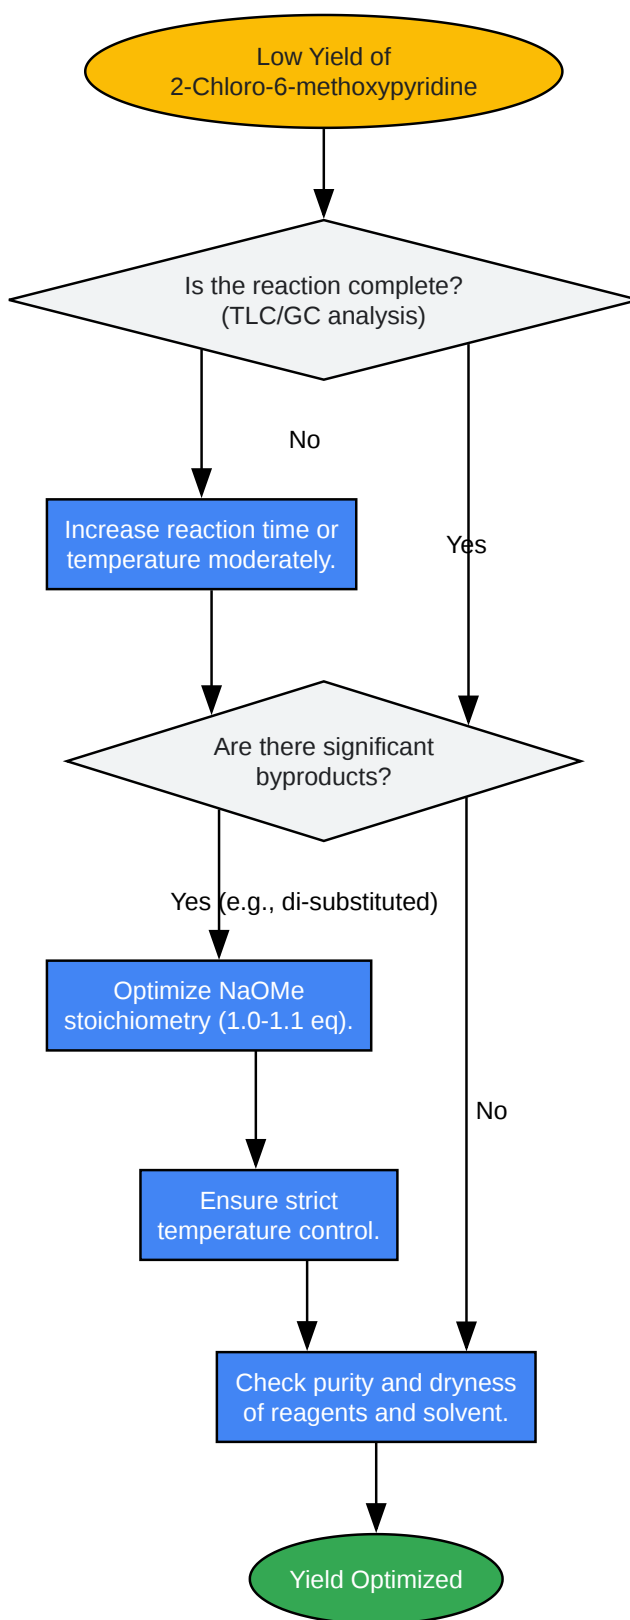 Low Yield of
2-Chloro-6-methoxypyridine
Is the reaction complete?
(TLC/GC analysis)
No
Increase reaction time or
temperature moderately.
Yes
Are there significant
byproducts?
Yes (e.g., di-substituted)
Optimize NaOMe
stoichiometry (1.0-1.1 eq).
No
Ensure strict
temperature control.
Check purity and dryness
of reagents and solvent.
Yield Optimized